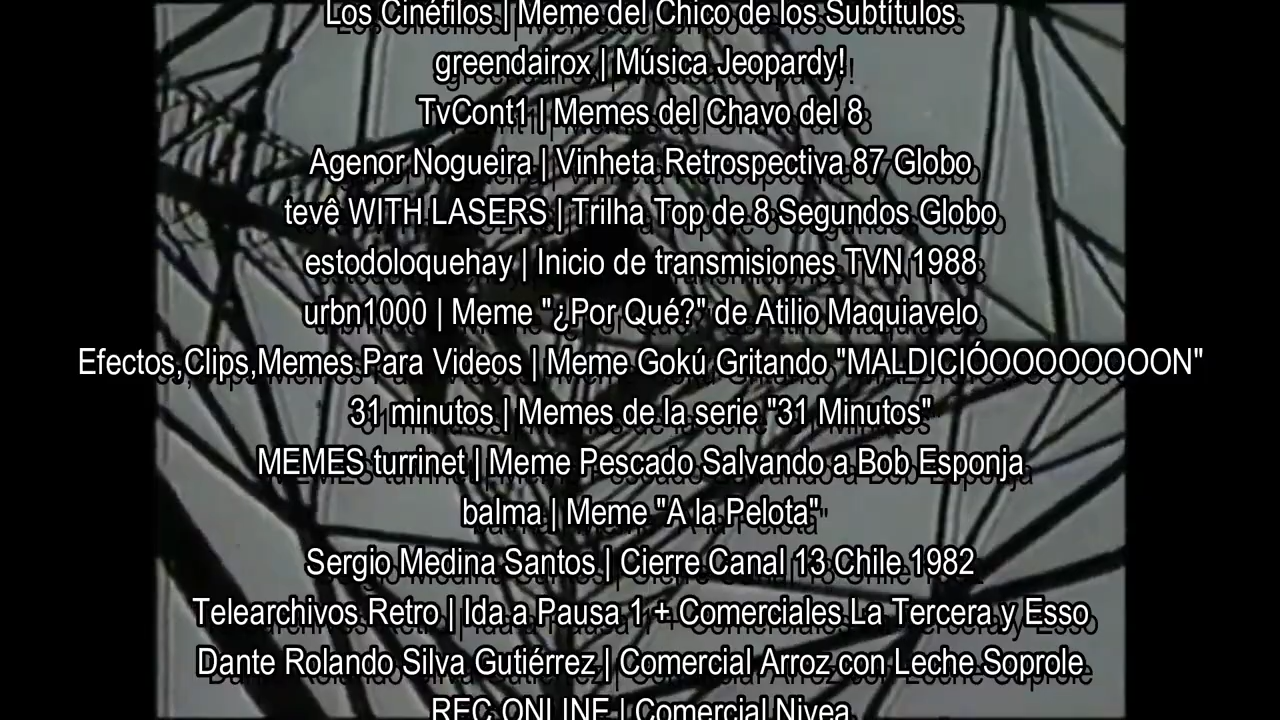 Los Cinéfilos | Meme del Chico de los Subtítulos
greendairox | Música Jeopardy!
TvCont1 | Memes del Chavo del 8
Agenor Nogueira | Vinheta Retrospectiva 87 Globo
tevê WITH LASERS | Trilha Top de 8 Segundos Globo
estodoloquehay | Inicio de transmisiones TVN 1988
urbn1000 | Meme "¿Por Qué?" de Atilio Maquiavelo
Efectos,Clips,Memes Para Videos | Meme Gokú Gritando "MALDICIÓOOOOOOOOON"
31 minutos | Memes de la serie "31 Minutos"
MEMES turrinet | Meme Pescado Salvando a Bob Esponja
balma | Meme "A la Pelota"
Sergio Medina Santos | Cierre Canal 13 Chile 1982
Telearchivos Retro | Ida a Pausa 1 + Comerciales La Tercera y Esso
Dante Rolando Silva Gutiérrez | Comercial Arroz con Leche Soprole
REC ONLINE | Comercial Nivea